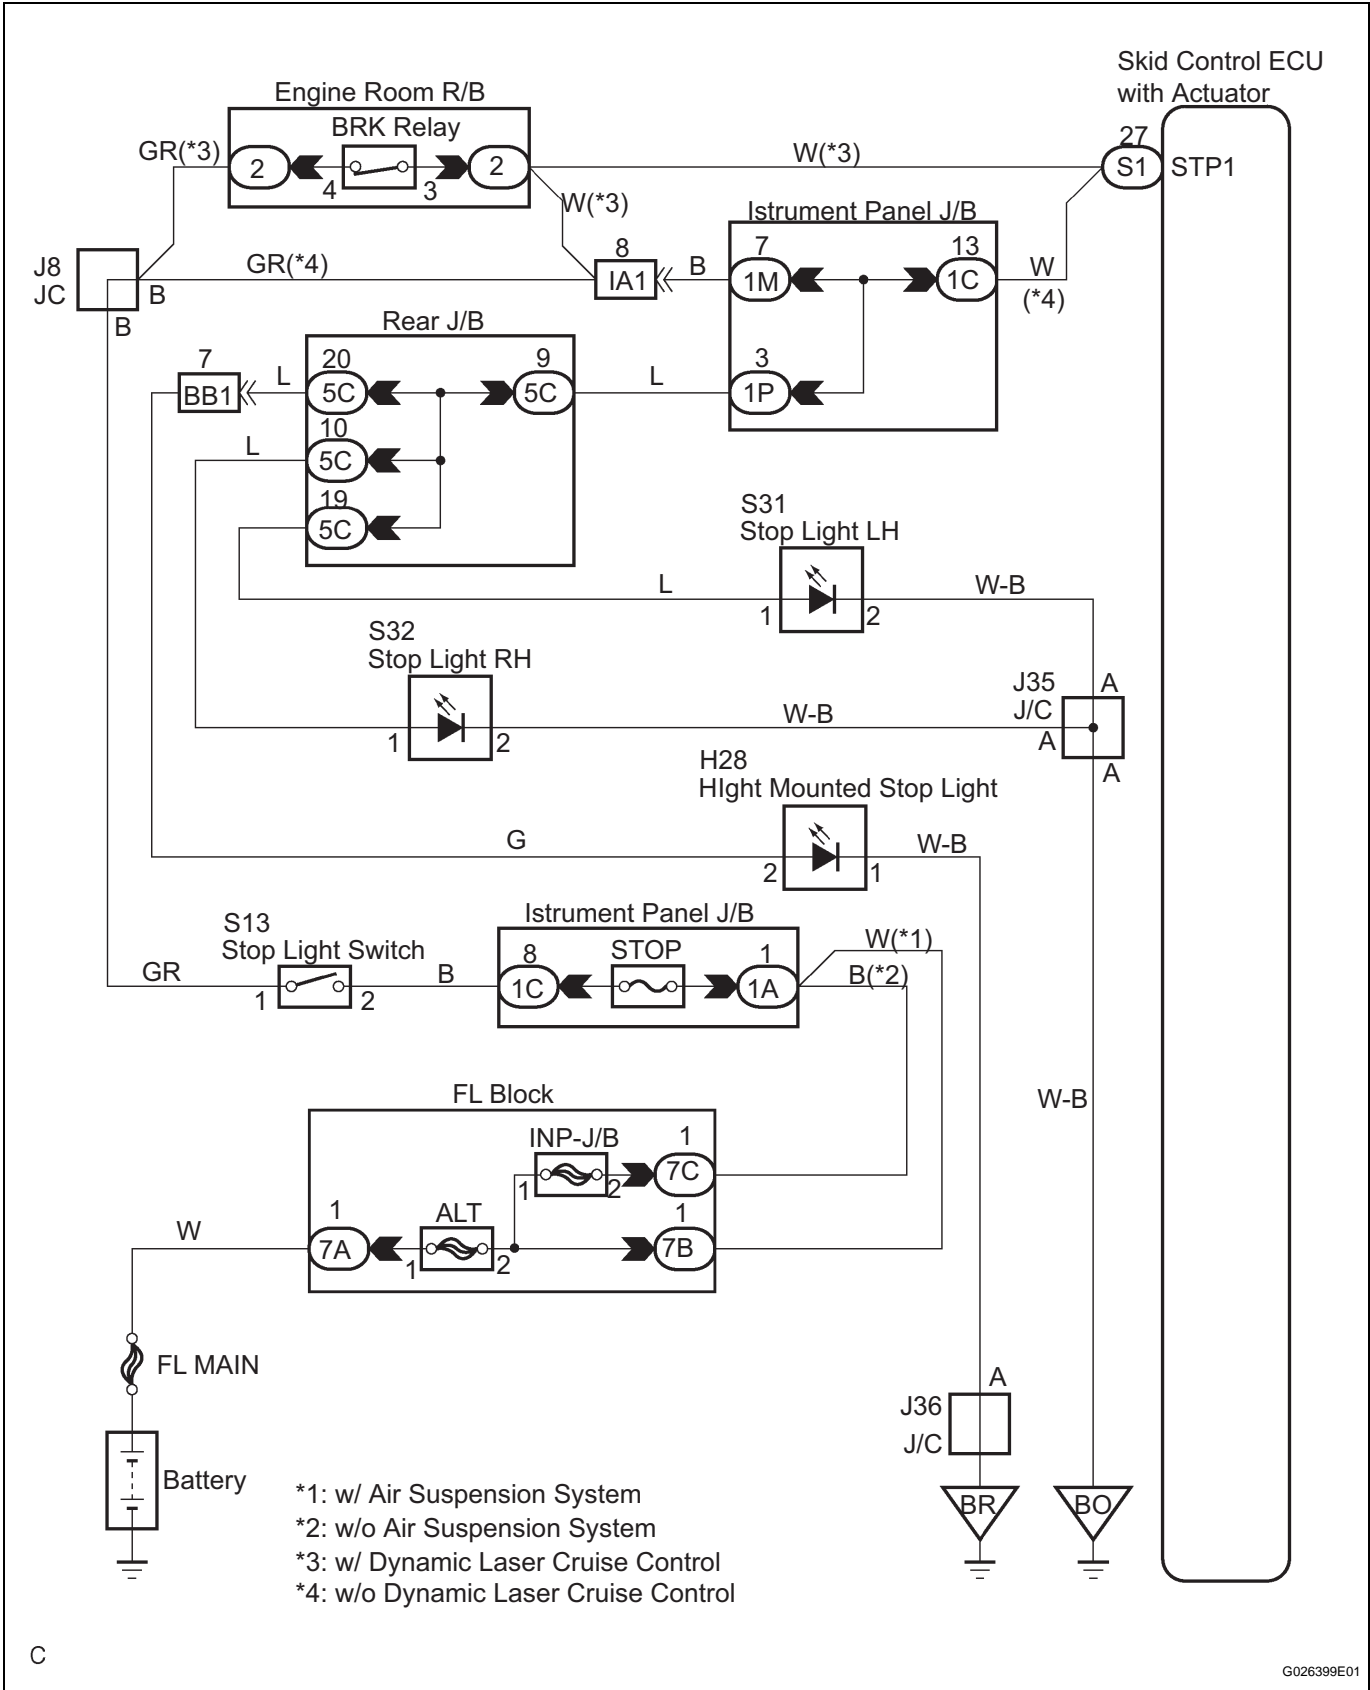 Skid Control ECU
with Actuator
Engine Room R/B
BRK Relay
27
GR(*3)
W(*3)
2
2
S1
STP1
4
3
W(*3)
Istrument Panel J/B
J8
JC
GR(*4)
8
7
13
IA1
B
1M
1C
W
(*4)
B
B
Rear J/B
7
20
9
3
BB1
L
5C
5C
L
1P
10
L
5C
19
5C
S31
Stop Light LH
L
W-B
1
2
S32
Stop Light RH
J35
J/C
A
W-B
A
1
2
A
H28
HIght Mounted Stop Light
G
W-B
2
1
Istrument Panel J/B
S13
Stop Light Switch
8
STOP
1
W(*1)
GR
B
1C
1A
B(*2)
1
2
FL Block
W-B
INP-J/B
1
7C
1
2
1
ALT
1
W
7A
7B
1
2
FL MAIN
A
J36
J/C
Battery
BR
BO
*1: w/ Air Suspension System
*2: w/o Air Suspension System
*3: w/ Dynamic Laser Cruise Control
*4: w/o Dynamic Laser Cruise Control
C
G026399E01